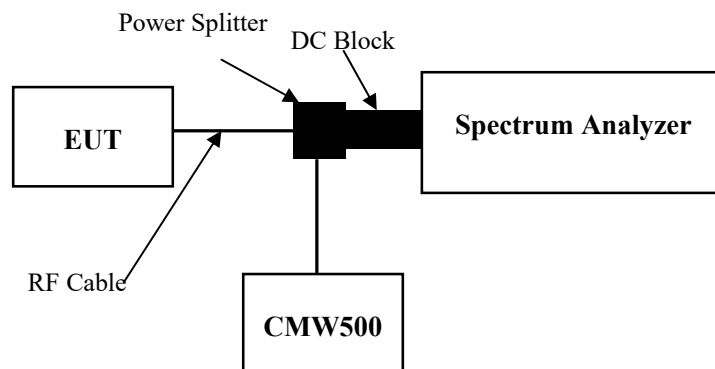 Power Splitter
DC Block
EUT
Spectrum Analyzer
RF Cable
CMW500